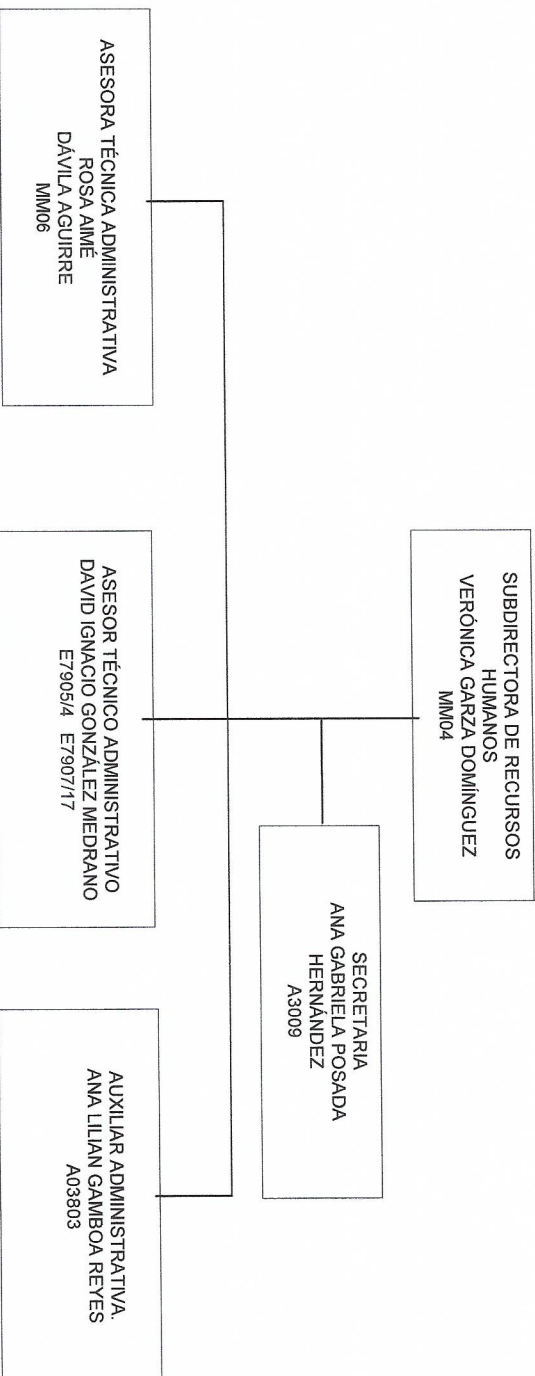 SUBDIRECTORA DE RECURSOS
HUMANOS
VERÓNICA GARZA DOMÍNGUEZ
MM04
SECRETARIA
ANA GABRIELA POSADA
HERNÁNDEZ
A3009
ASESORA TÉCNICA ADMINISTRATIVA
ROSA AIMÉ
DÁVILA AGUIRRE
MM06
ASESOR TÉCNICO ADMINISTRATIVO
DAVID IGNACIO GONZÁLEZ MEDRANO
E7905/4 E7907/17
AUXILIAR ADMINISTRATIVA.
ANA LILIAN GAMBOA REYES
A03803